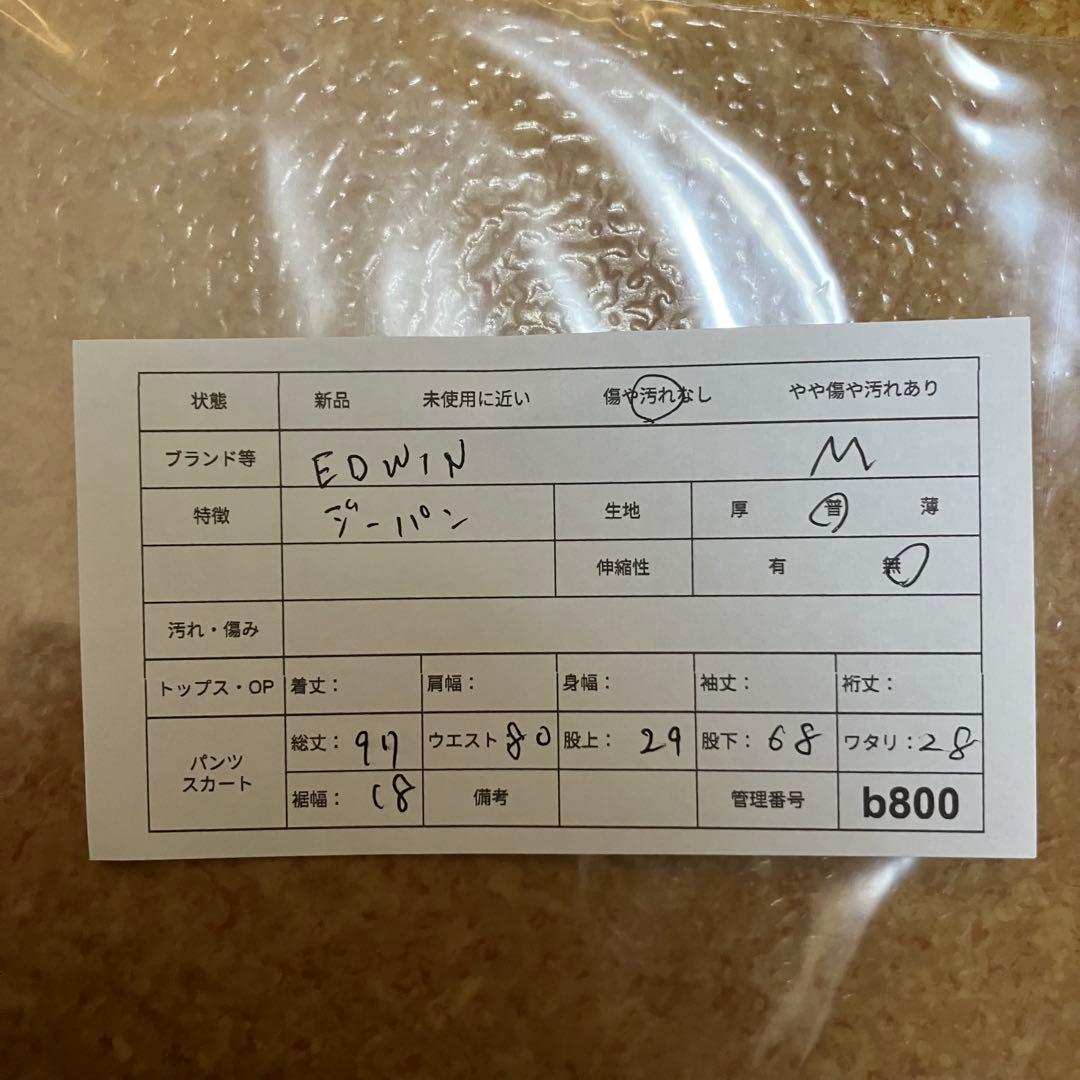 状態 新品 未使用に近い 傷や汚れなし やや傷や汚れあり
ブランド等 EDWIN M
特徴 ジーパン 生地 厚 普 薄
伸縮性 有 無
汚れ・傷み
トップス・OP 着丈： 肩幅： 身幅： 袖丈： 裄丈：
パンツ スカート 総丈：97 ウエスト 80 股上：29 股下：68 ワタリ：28
裾幅：18 備考 管理番号 b800